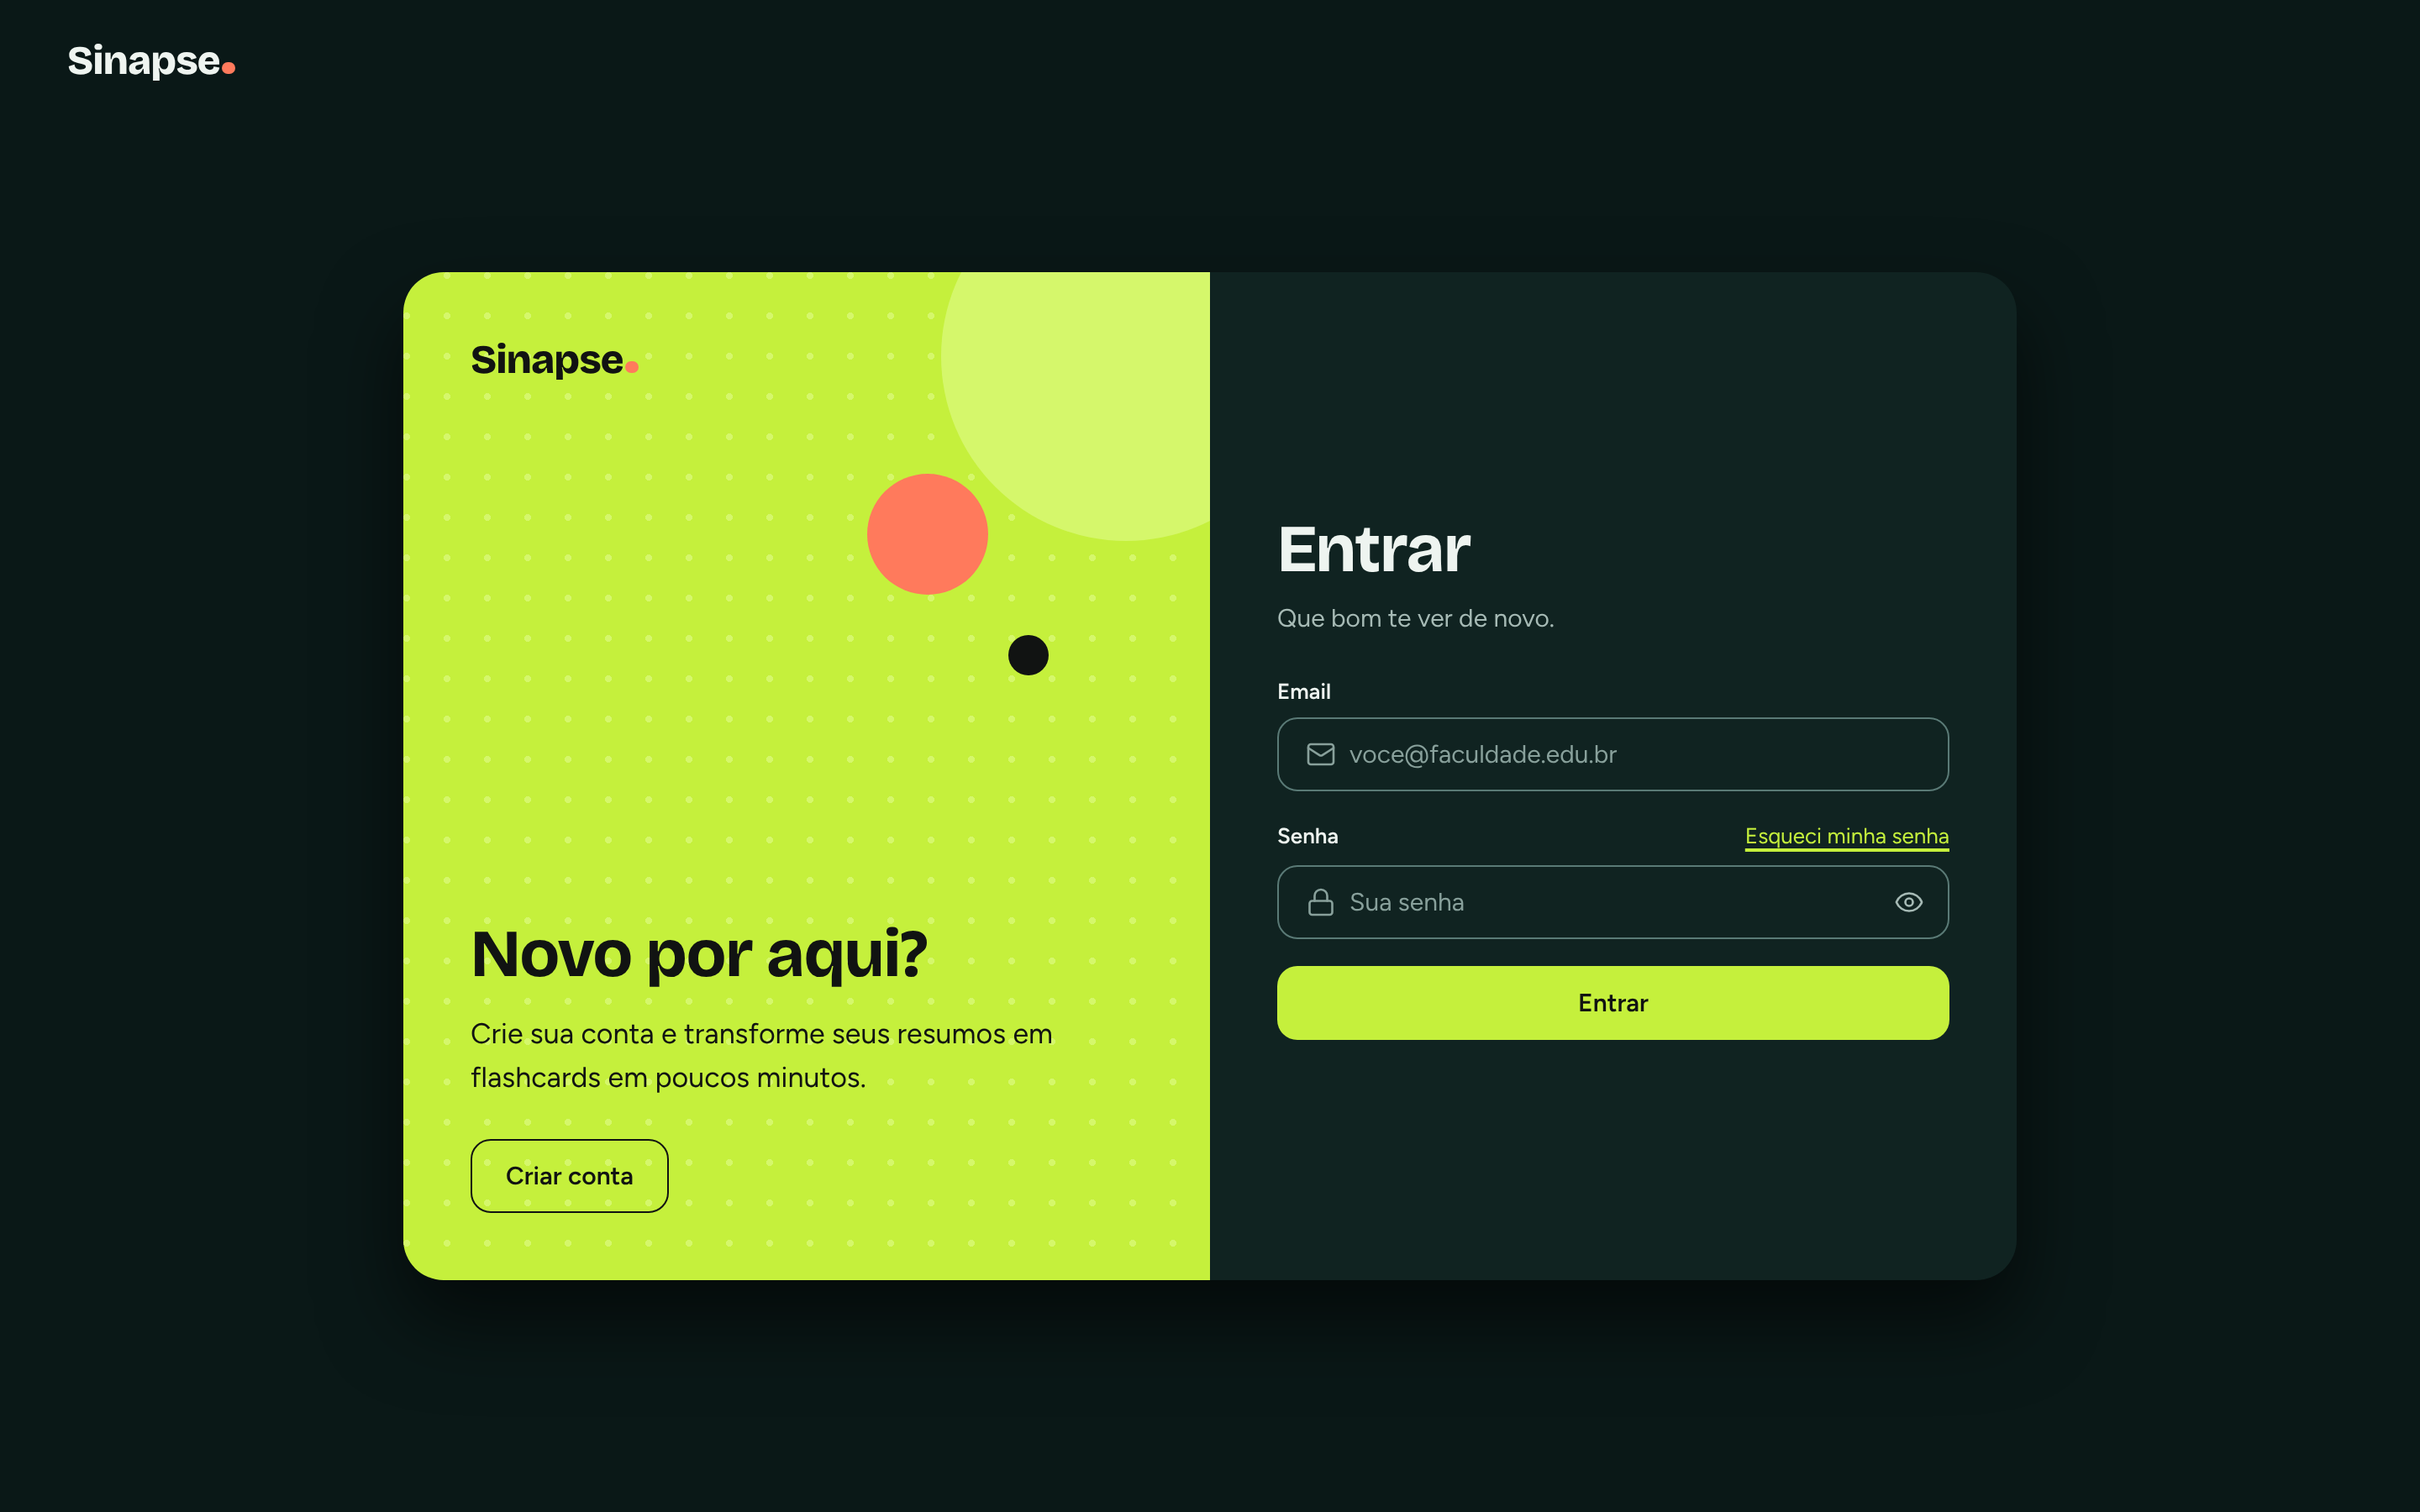 Sinapse.
Sinapse.
Novo por aqui?
Crie sua conta e transforme seus resumos em
flashcards em poucos minutos.
Criar conta
Entrar
Que bom te ver de novo.
Email
voce@faculdade.edu.br
Senha
Esqueci minha senha
Sua senha
Entrar